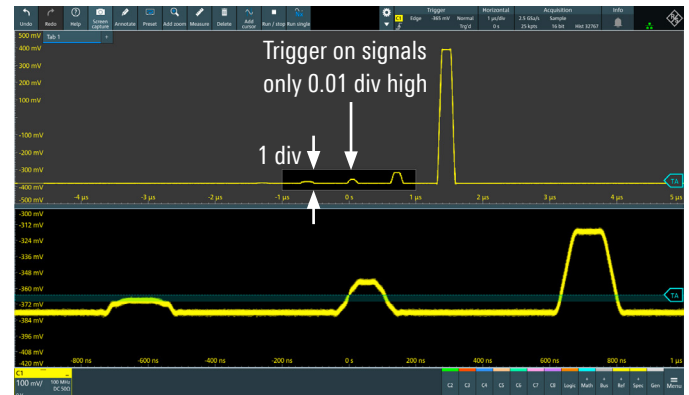 Trigger Horizontal Acquisition Info
Undo Redo Help Screen capture Annotate Preset Add zoom Measure Delete Add cursor Run / stop Run single
C1 Edge -365 mV Normal 1 µs/div 2.5 GSa/s Sample
Trig'd 0 s 25 kpts 16 bit Hist 32767
500 mV Tab 1 +
200 mV
100 mV
-100 mV
-200 mV
-300 mV
-400 mV
-500 mV
Trigger on signals
only 0.01 div high
1 div
TA
-4 µs -3 µs -2 µs -1 µs 0 s 1 µs 2 µs 3 µs 4 µs 5 µs
-300 mV
-312 mV
-324 mV
-336 mV
-348 mV
-360 mV
-372 mV
-384 mV
-396 mV
-408 mV
-420 mV
TA
-800 ns -600 ns -400 ns -200 ns 0 s 200 ns 400 ns 600 ns 800 ns 1 µs
C1
100 mV/ 100 MHz
DC 50Ω
C2 C3 C4 C5 C6 C7 C8 Logic Math Bus Ref Spec Gen Menu